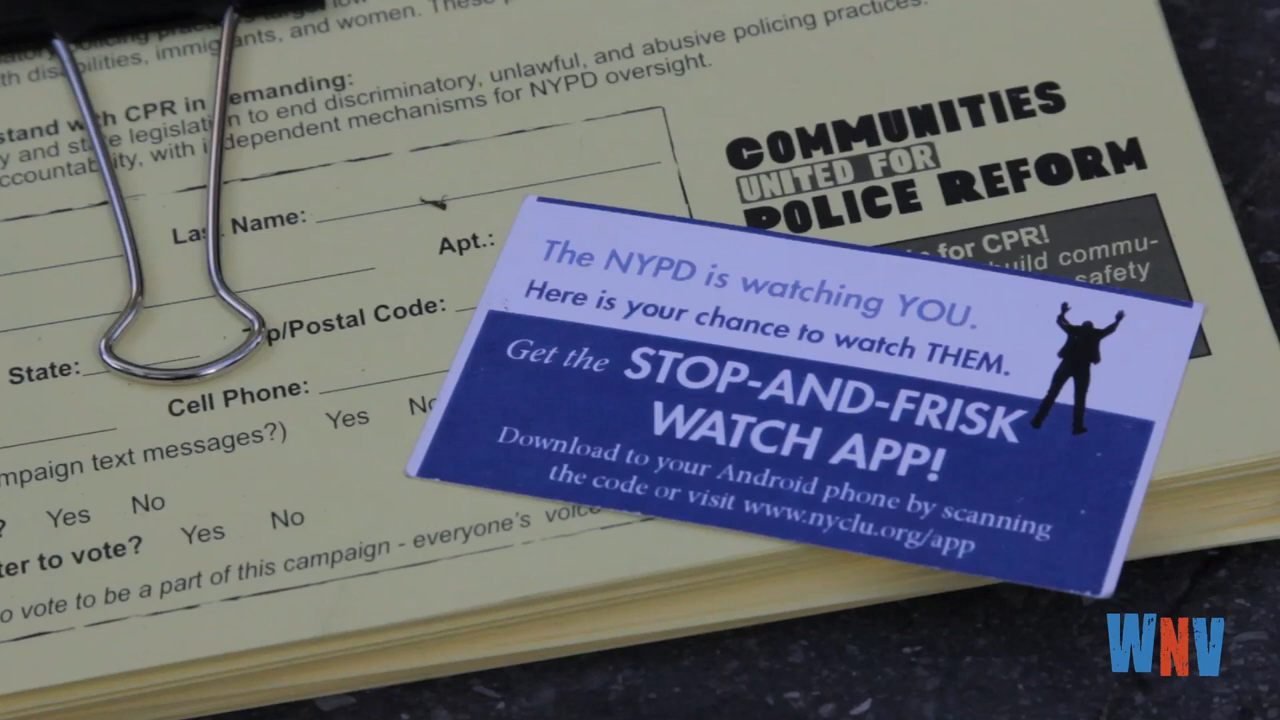 and women. These
th disabilities, immigrants,
stand with CPR in demanding:
y and state legislation to end discriminatory, unlawful, and abusive policing practices.
ccountability, with independent mechanisms for NYPD oversight.
Last Name:
Apt.:
State:
Zip/Postal Code:
Cell Phone:
mpaign text messages?) Yes No
? Yes No
ter to vote? Yes No
o vote to be a part of this campaign - everyone's voice
COMMUNITIES
UNITED FOR
POLICE REFORM
for CPR!
build commu-
safety
The NYPD is watching YOU.
Here is your chance to watch THEM.
Get the STOP-AND-FRISK
WATCH APP!
Download to your Android phone by scanning
the code or visit www.nyclu.org/app
WNV